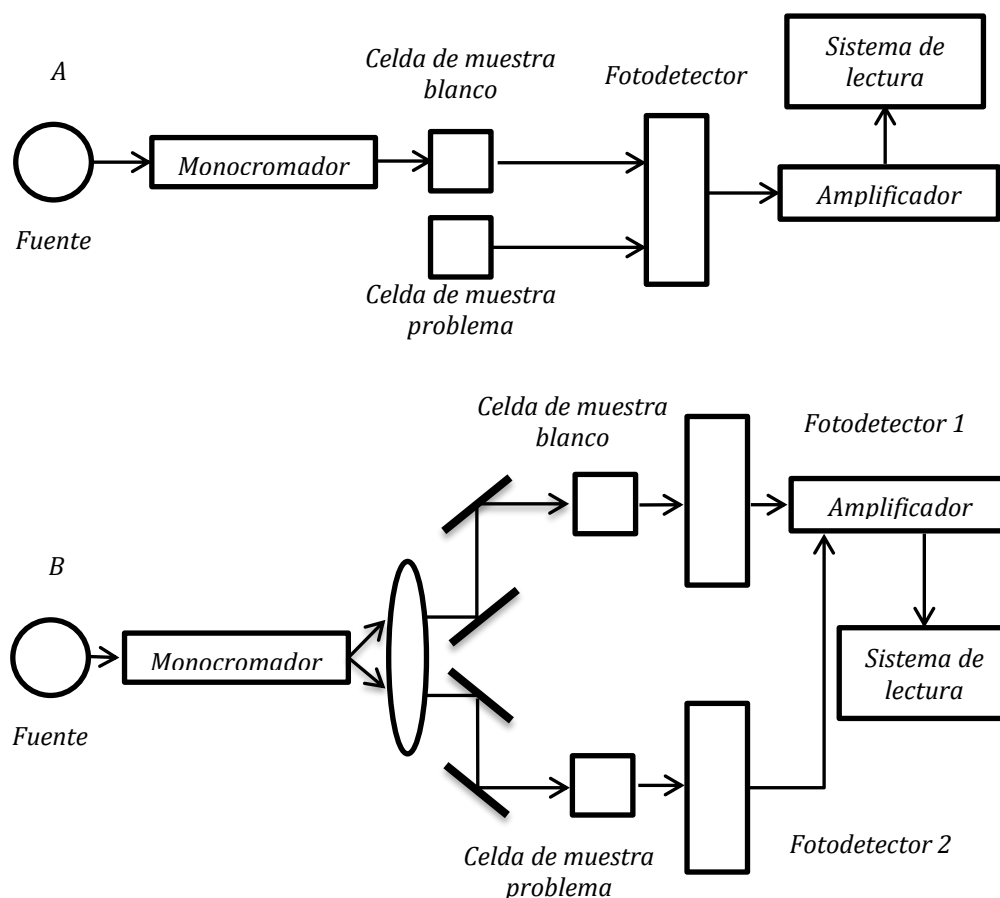 A
Celda de muestra
blanco
Fotodetector
Sistema de
lectura
Monocromador
Amplificador
Fuente
Celda de muestra
problema
Celda de muestra
blanco
Fotodetector 1
Amplificador
B
Monocromador
Sistema de
lectura
Fuente
Celda de muestra
problema
Fotodetector 2